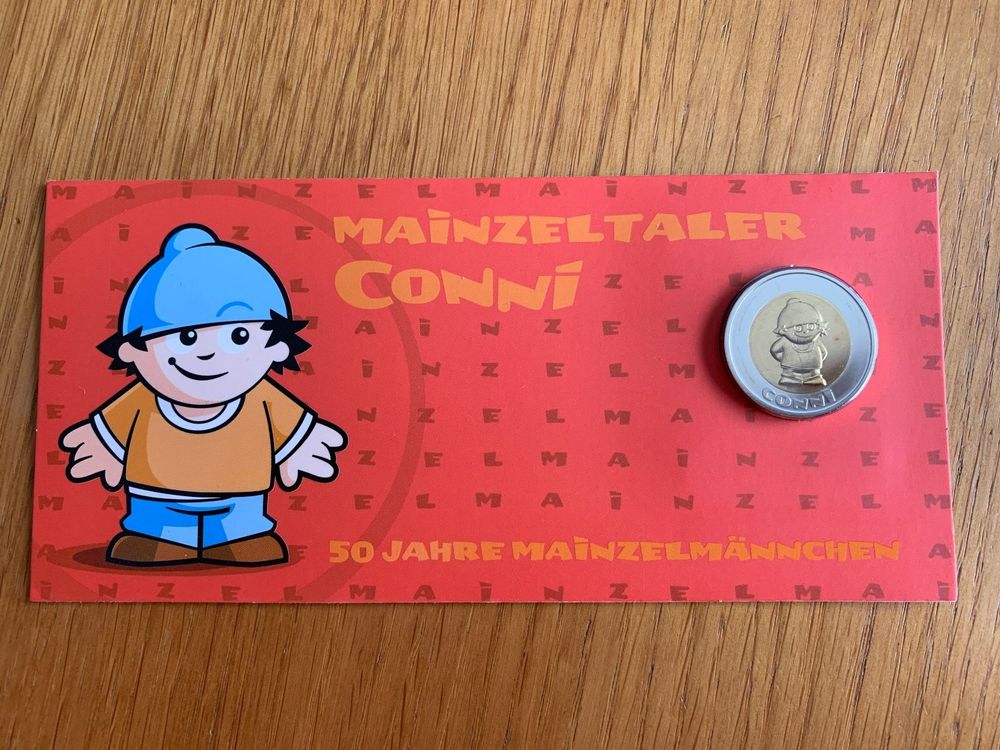 M A i N Z E L M A i N Z E L M
MAiNZELTALER
CONNi
CONNi
50 JAHRE MAiNZELMÄNNCHEN
i N Z E L M A i N Z E L M A i